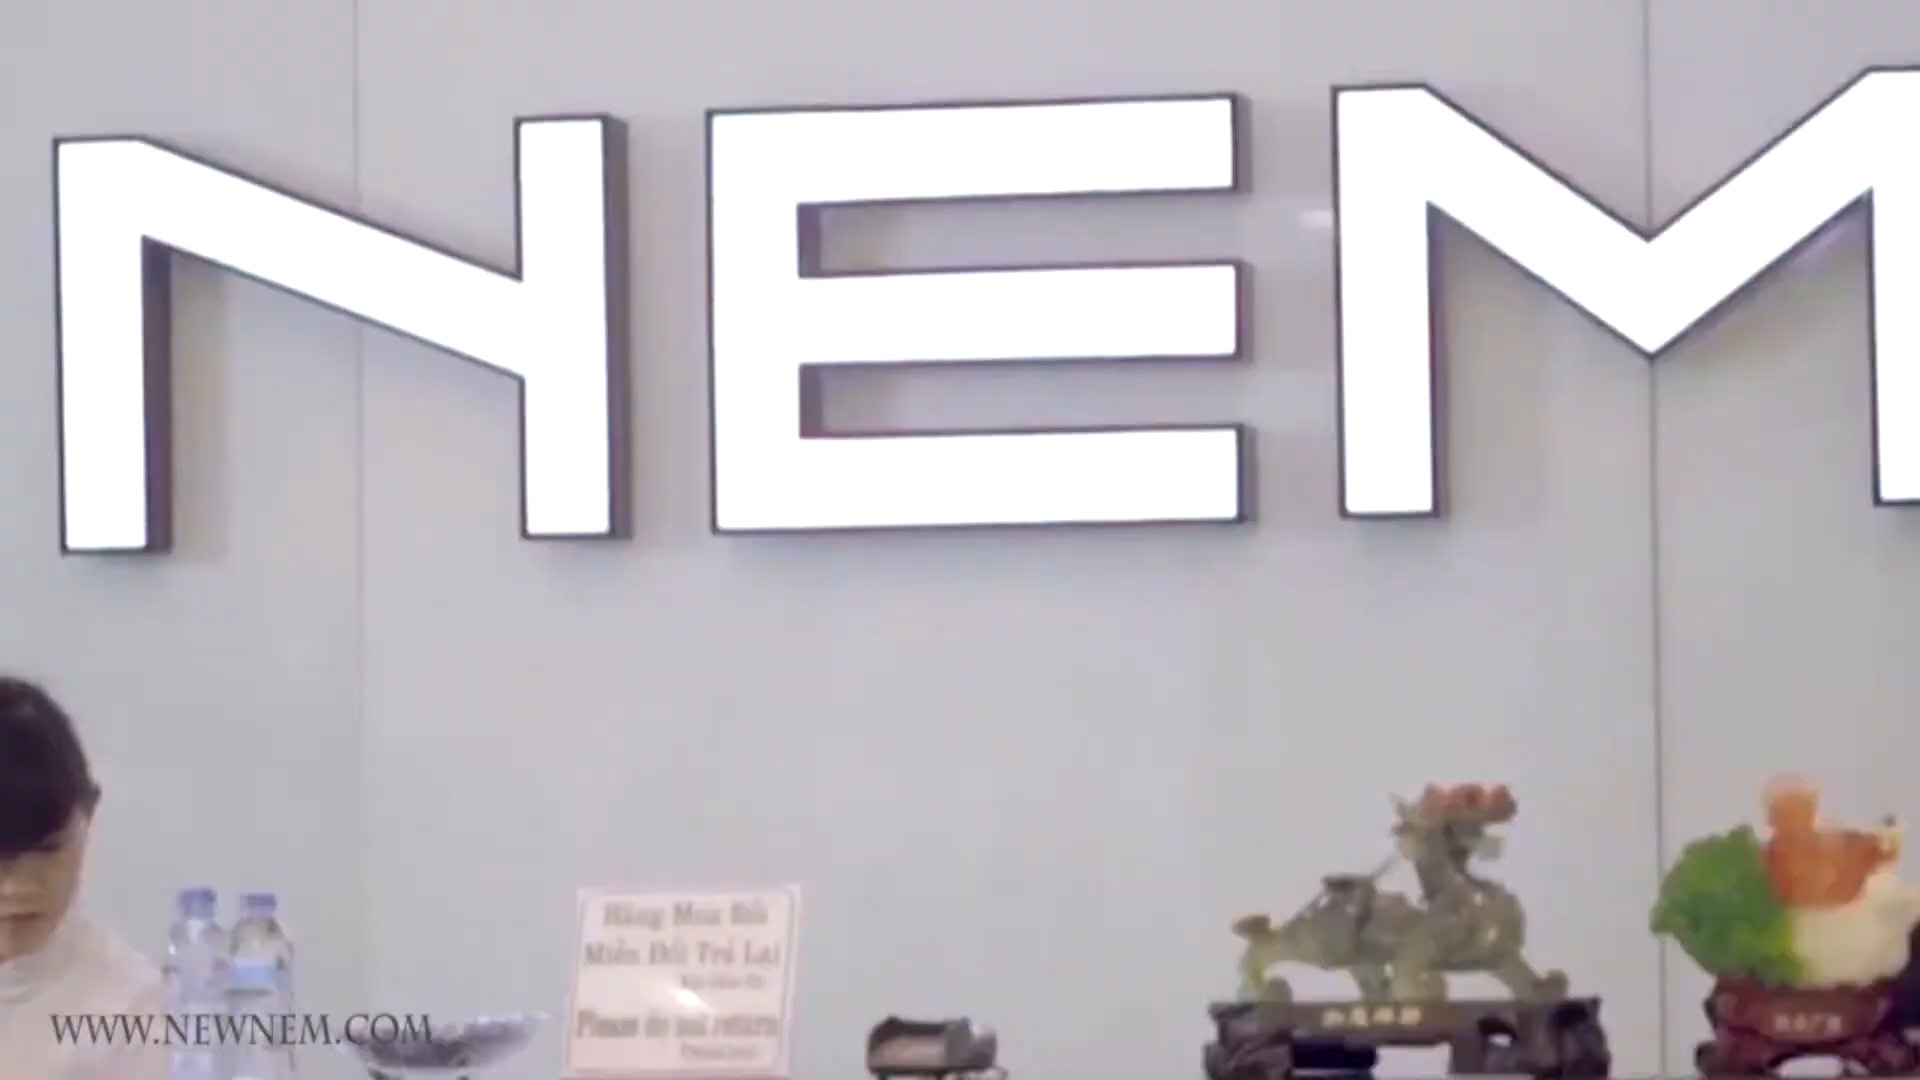 NEM
Hàng Mua Rồi
Miễn Đổi Trả Lại
Please do not return
WWW.NEWNEM.COM